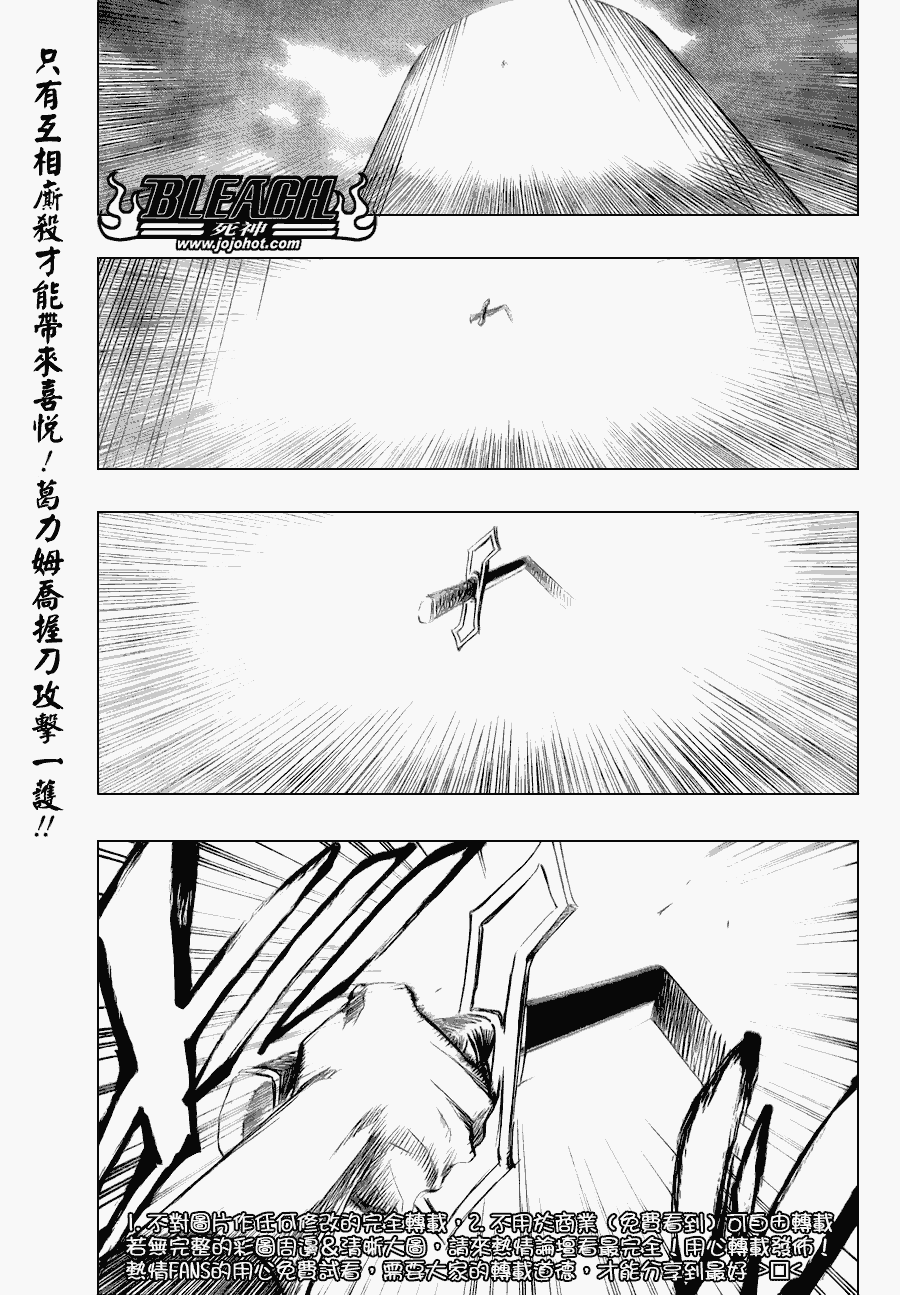 只有互相廝殺才能帶來喜悅！葛力姆喬握刀攻擊一護!!
BLEACH
死神
www.jojohot.com
1. 不對圖片作任何修改的完全轉載，2. 不用於商業（免費看到）可自由轉載
若無完整的彩圖周邊&清晰大圖，請來熱情論壇看最完全！用心轉載發佈！
熱情FANS的用心免費試看，需要大家的轉載道德，才能分享到最好 >口<